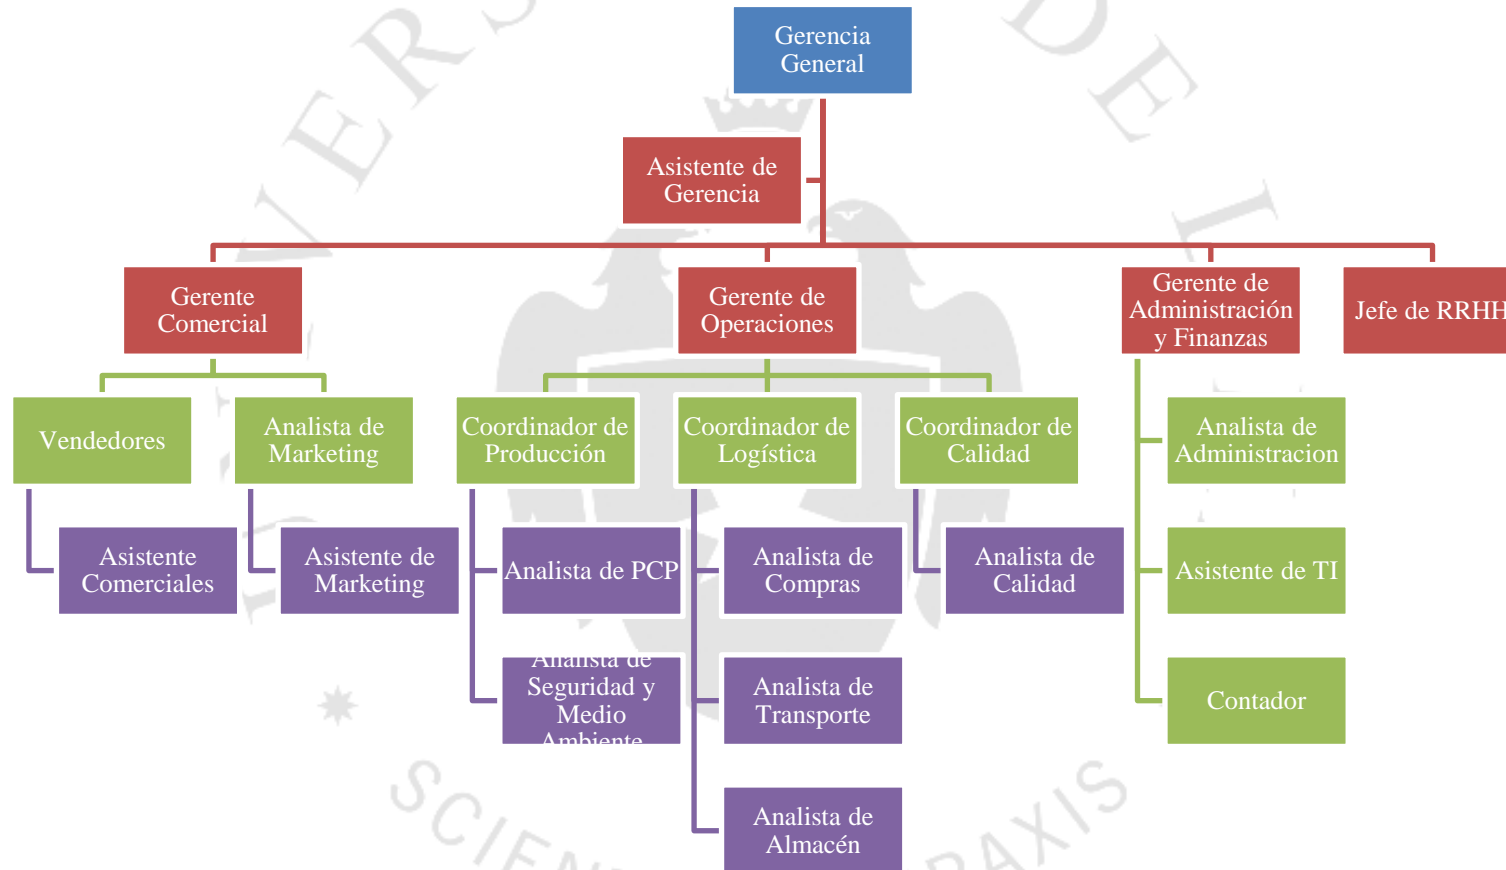 Gerencia
General
Asistente de
Gerencia
Gerente
Comercial
Gerente de
Operaciones
Gerente de
Administración
y Finanzas
Jefe de RRHH
Vendedores
Analista de
Marketing
Coordinador de
Producción
Coordinador de
Logística
Coordinador de
Calidad
Analista de
Administracion
Asistente
Comerciales
Asistente de
Marketing
Analista de PCP
Analista de
Compras
Analista de
Calidad
Asistente de TI
Analista de
Seguridad y
Medio
Ambiente
Analista de
Transporte
Contador
Analista de
Almacén